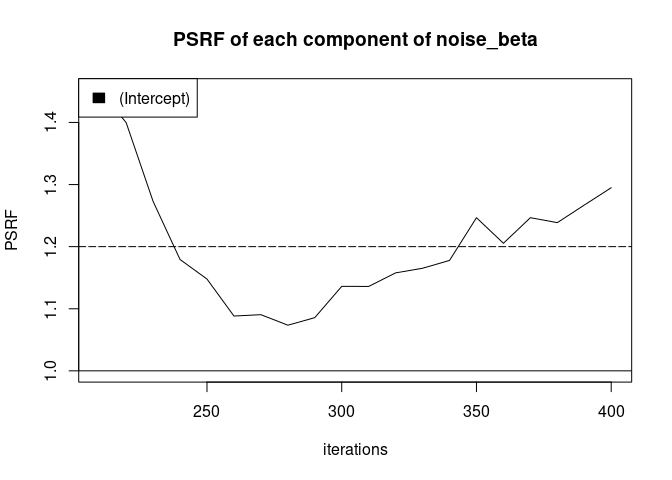 PSRF of each component of noise_beta
(Intercept)
PSRF
1.4
1.3
1.2
1.1
1.0
250 300 350 400
iterations